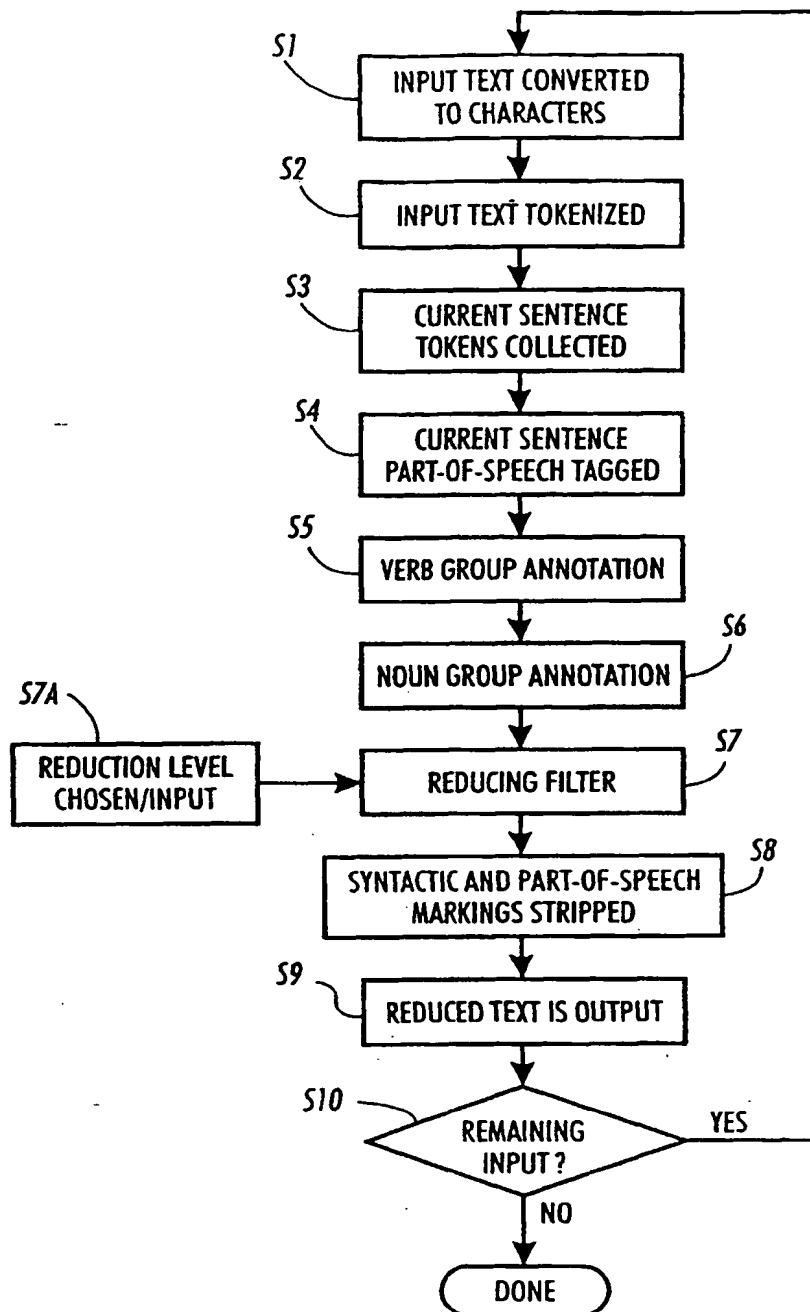 S1
INPUT TEXT CONVERTED
TO CHARACTERS
S2
INPUT TEXT TOKENIZED
S3
CURRENT SENTENCE
TOKENS COLLECTED
S4
CURRENT SENTENCE
PART-OF-SPEECH TAGGED
S5
VERB GROUP ANNOTATION
S6
NOUN GROUP ANNOTATION
S7A
REDUCTION LEVEL
CHOSEN/INPUT
S7
REDUCING FILTER
S8
SYNTACTIC AND PART-OF-SPEECH
MARKINGS STRIPPED
S9
REDUCED TEXT IS OUTPUT
S10
REMAINING
INPUT ?
YES
NO
DONE